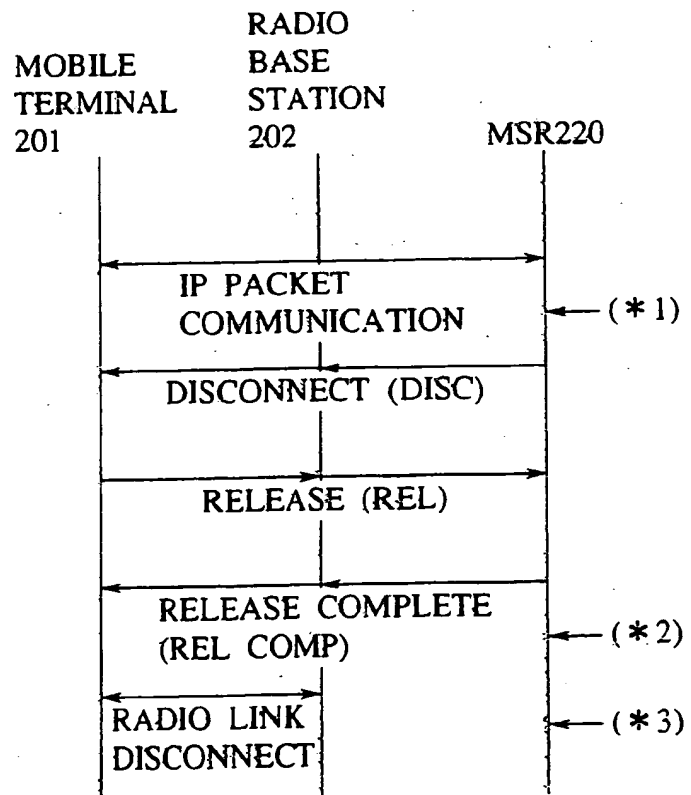 MOBILE
TERMINAL
201
RADIO
BASE
STATION
202
MSR220
IP PACKET
COMMUNICATION
(*1)
DISCONNECT (DISC)
RELEASE (REL)
RELEASE COMPLETE
(REL COMP)
(*2)
RADIO LINK
DISCONNECT
(*3)